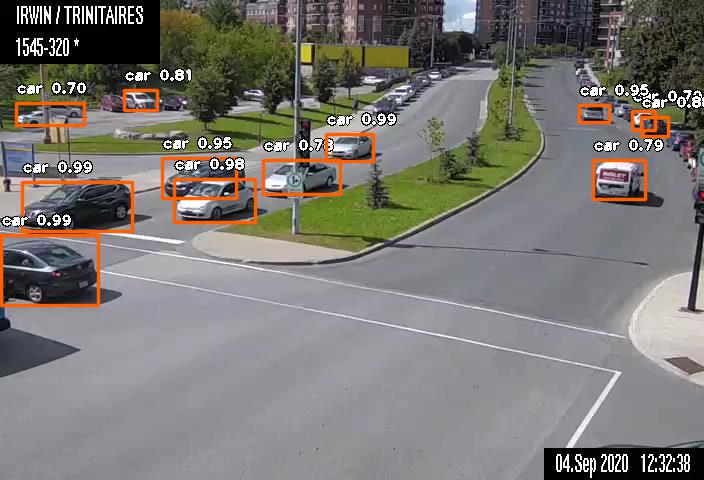 IRWIN / TRINITAIRES
1545-320 *
car 0.70
car 0.81
car 0.99
car 0.95
car 0.98
car 0.73
car 0.99
car 0.99
car 0.95
car 0.79
04.Sep 2020 12:32:38